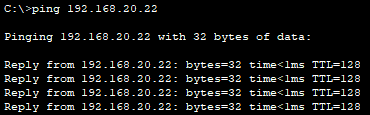 C:\>ping 192.168.20.22
Pinging 192.168.20.22 with 32 bytes of data:
Reply from 192.168.20.22: bytes=32 time<1ms TTL=128
Reply from 192.168.20.22: bytes=32 time<1ms TTL=128
Reply from 192.168.20.22: bytes=32 time<1ms TTL=128
Reply from 192.168.20.22: bytes=32 time<1ms TTL=128